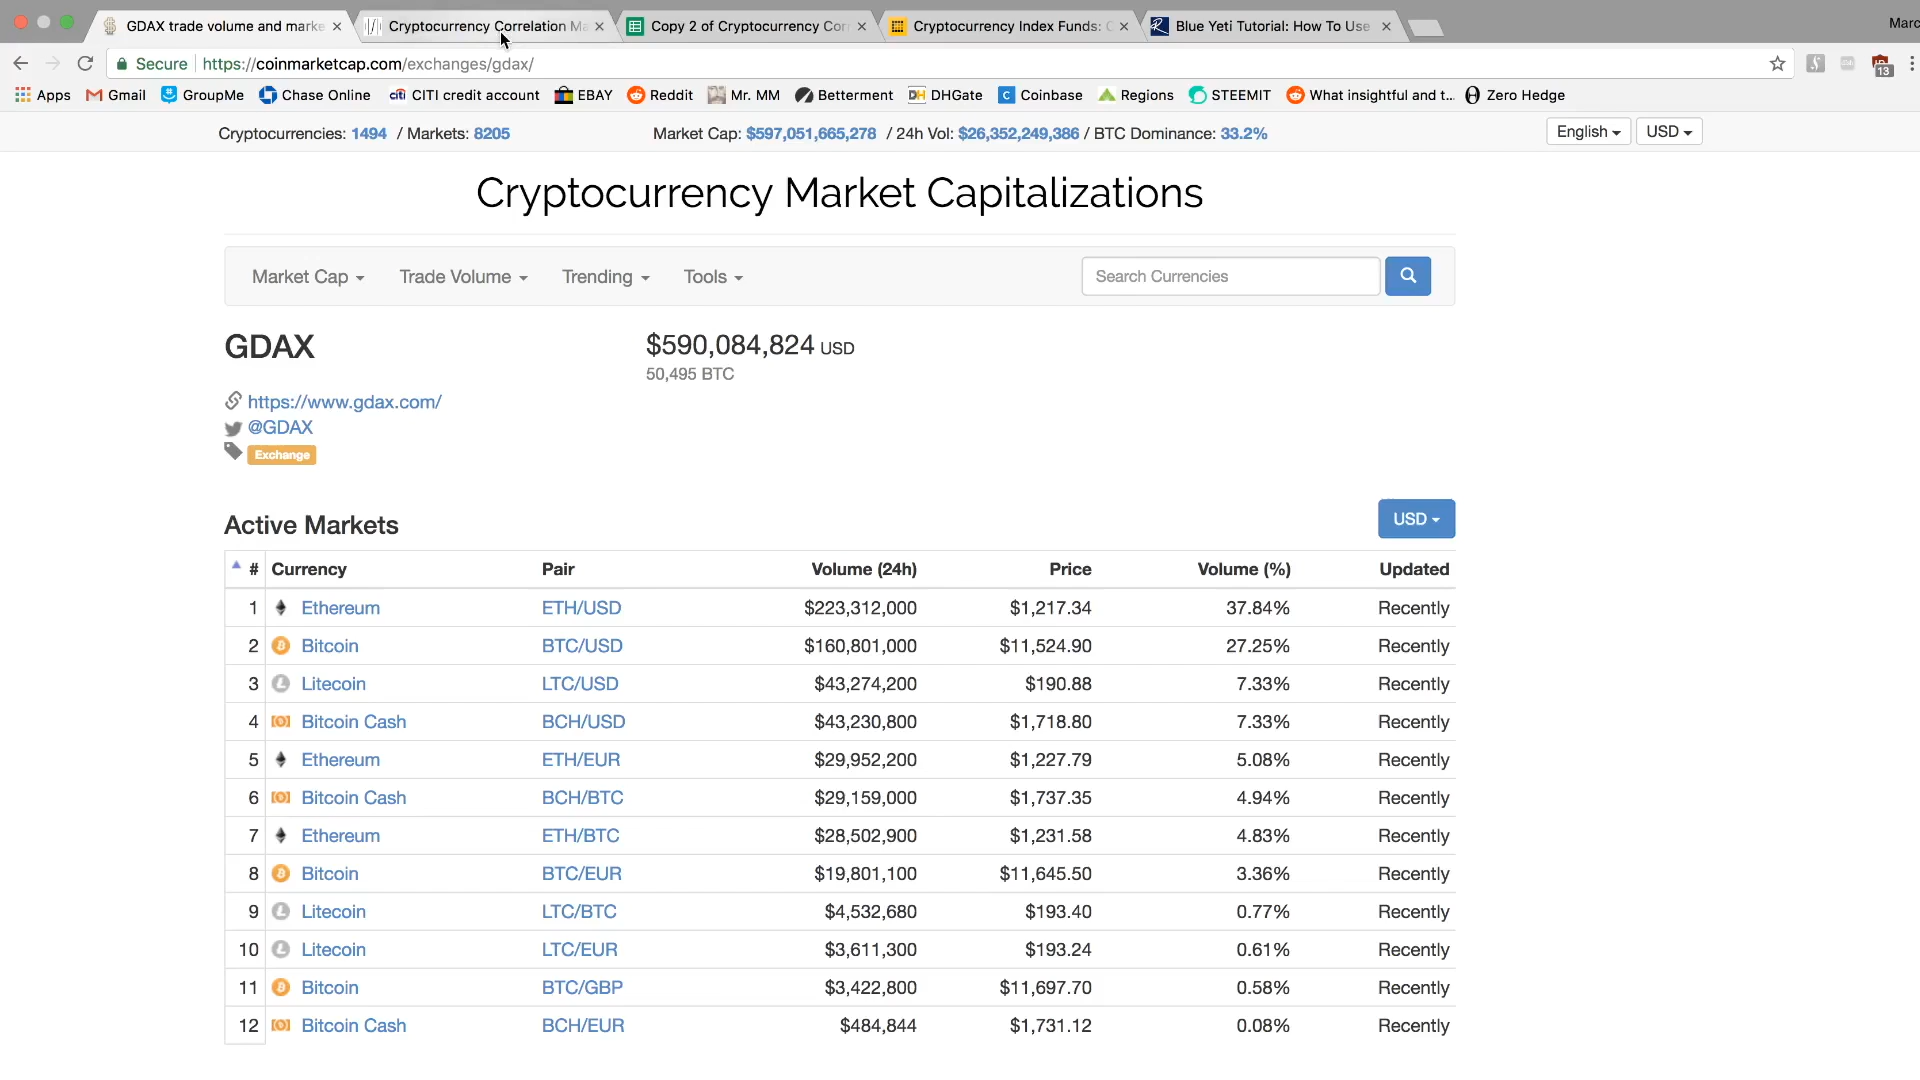 GDAX trade volume and marke
Cryptocurrency Correlation Ma
Copy 2 of Cryptocurrency Cor
Cryptocurrency Index Funds: C
Blue Yeti Tutorial: How To Use
Marc
Secure https://coinmarketcap.com/exchanges/gdax/
13
Apps Gmail GroupMe Chase Online citi CITI credit account EBAY Reddit Mr. MM Betterment DH DHGate C Coinbase Regions STEEMIT What insightful and t... Zero Hedge
Cryptocurrencies: 1494 / Markets: 8205 Market Cap: $597,051,665,278 / 24h Vol: $26,352,249,386 / BTC Dominance: 33.2% English USD
Cryptocurrency Market Capitalizations
Market Cap Trade Volume Trending Tools Search Currencies
GDAX $590,084,824 USD
50,495 BTC
https://www.gdax.com/
@GDAX
Exchange
Active Markets USD
# Currency Pair Volume (24h) Price Volume (%) Updated
1 Ethereum ETH/USD $223,312,000 $1,217.34 37.84% Recently
2 Bitcoin BTC/USD $160,801,000 $11,524.90 27.25% Recently
3 Litecoin LTC/USD $43,274,200 $190.88 7.33% Recently
4 Bitcoin Cash BCH/USD $43,230,800 $1,718.80 7.33% Recently
5 Ethereum ETH/EUR $29,952,200 $1,227.79 5.08% Recently
6 Bitcoin Cash BCH/BTC $29,159,000 $1,737.35 4.94% Recently
7 Ethereum ETH/BTC $28,502,900 $1,231.58 4.83% Recently
8 Bitcoin BTC/EUR $19,801,100 $11,645.50 3.36% Recently
9 Litecoin LTC/BTC $4,532,680 $193.40 0.77% Recently
10 Litecoin LTC/EUR $3,611,300 $193.24 0.61% Recently
11 Bitcoin BTC/GBP $3,422,800 $11,697.70 0.58% Recently
12 Bitcoin Cash BCH/EUR $484,844 $1,731.12 0.08% Recently